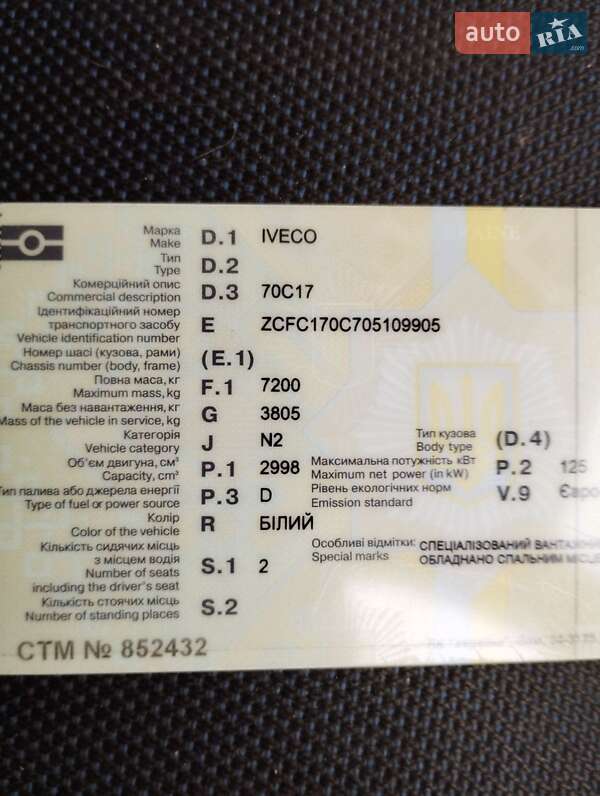 auto RIA .com
Марка
Make D.1 IVECO
Тип
Type D.2
Комерційний опис
Commercial description D.3 70C17
Ідентифікаційний номер
транспортного засобу
Vehicle identification number E ZCFC170C705109905
Номер шасі (кузова, рами)
Chassis number (body, frame) (E.1)
Повна маса, кг
Maximum mass, kg F.1 7200
Маса без навантаження, кг
Mass of the vehicle in service, kg G 3805
Категорія
Vehicle category J N2
Тип кузова
Body type (D.4)
Об'єм двигуна, см³
Capacity, cm³ P.1 2998
Максимальна потужність кВт
Maximum net power (in kW) P.2 125
Тип палива або джерела енергії
Type of fuel or power source P.3 D
Рівень екологічних норм
Emission standard V.9 Євро
Колір
Color of the vehicle R БІЛИЙ
Особливі відмітки:
Special marks
СПЕЦІАЛІЗОВАНИЙ
ОБЛАДНАНО СПАЛЬНИМ
Кількість сидячих місць
з місцем водія
Number of seats
including the driver's seat S.1 2
Кількість стоячих місць
Number of standing places S.2
СТМ № 852432